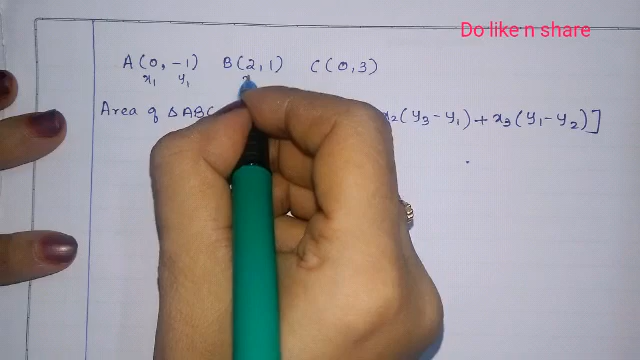 Do like n share
A(0, -1) B(2, 1) C(0, 3)
x₁ y₁ x
Area of ΔABC x₂(y₃ - y₁) + x₃(y₁ - y₂)]